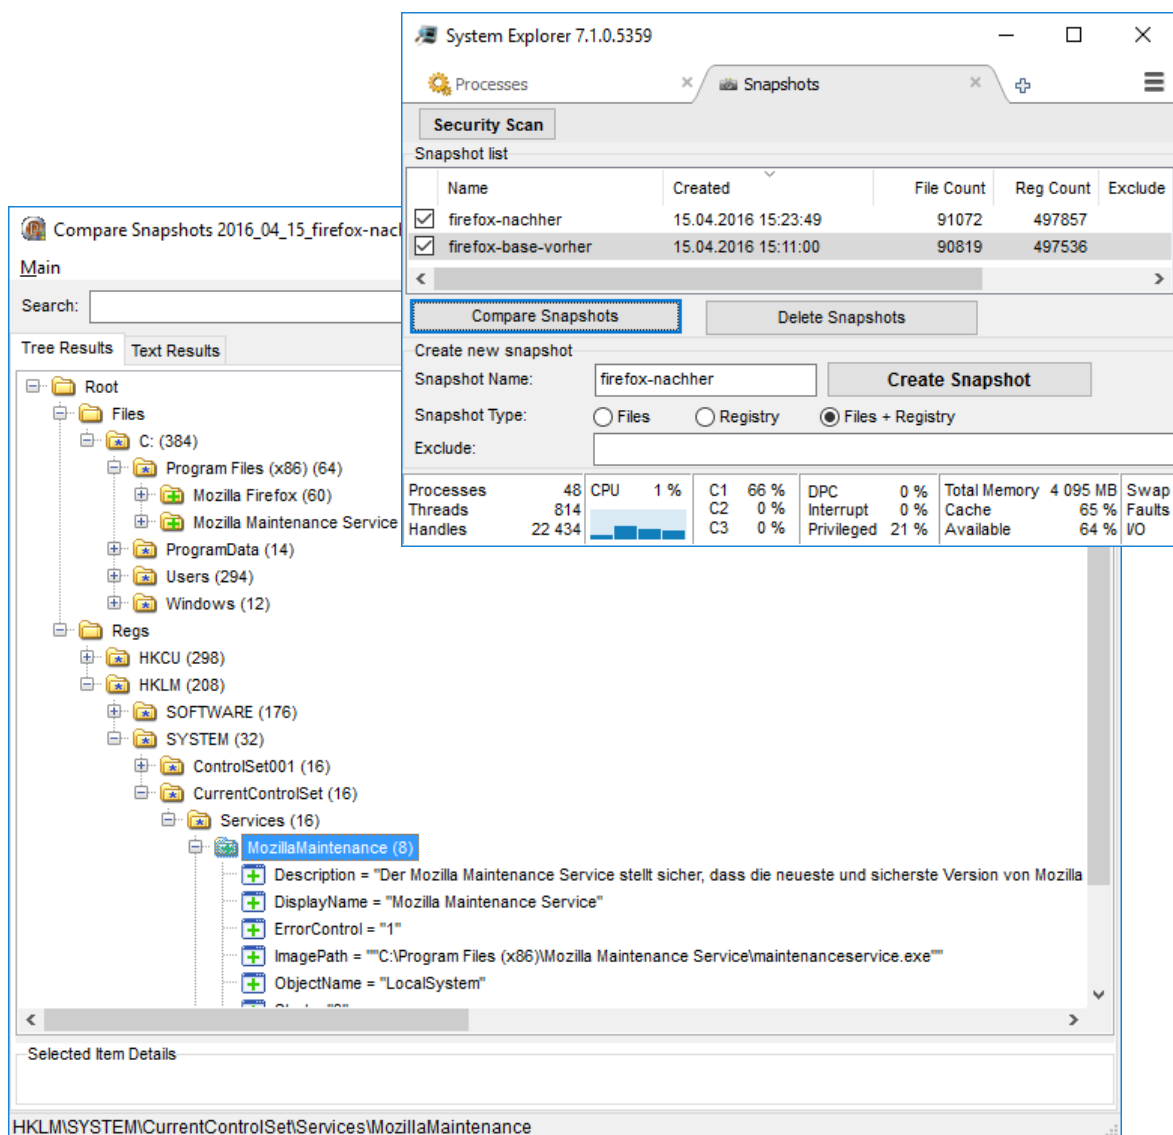 System Explorer 7.1.0.5359
Processes
Snapshots
Security Scan
Snapshot list
Name Created File Count Reg Count Exclude
firefox-nachher 15.04.2016 15:23:49 91072 497857
firefox-base-vorher 15.04.2016 15:11:00 90819 497536
Compare Snapshots Delete Snapshots
Create new snapshot
Snapshot Name: firefox-nachher Create Snapshot
Snapshot Type: Files Registry Files + Registry
Exclude:
Processes 48 CPU 1 % C1 66 % DPC 0 % Total Memory 4 095 MB Swap
Threads 814 C2 0 % Interrupt 0 % Cache 65 % Faults
Handles 22 434 C3 0 % Privileged 21 % Available 64 % I/O
Compare Snapshots 2016_04_15_firefox-nach
Main
Search:
Tree Results Text Results
Root
Files
C: (384)
Program Files (x86) (64)
Mozilla Firefox (60)
Mozilla Maintenance Service
ProgramData (14)
Users (294)
Windows (12)
Regs
HKCU (298)
HKLM (208)
SOFTWARE (176)
SYSTEM (32)
ControlSet001 (16)
CurrentControlSet (16)
Services (16)
MozillaMaintenance (8)
Description = "Der Mozilla Maintenance Service stellt sicher, dass die neueste und sicherste Version von Mozilla
DisplayName = "Mozilla Maintenance Service"
ErrorControl = "1"
ImagePath = ""C:\Program Files (x86)\Mozilla Maintenance Service\maintenanceservice.exe""
ObjectName = "LocalSystem"
Selected Item Details
HKLM\SYSTEM\CurrentControlSet\Services\MozillaMaintenance